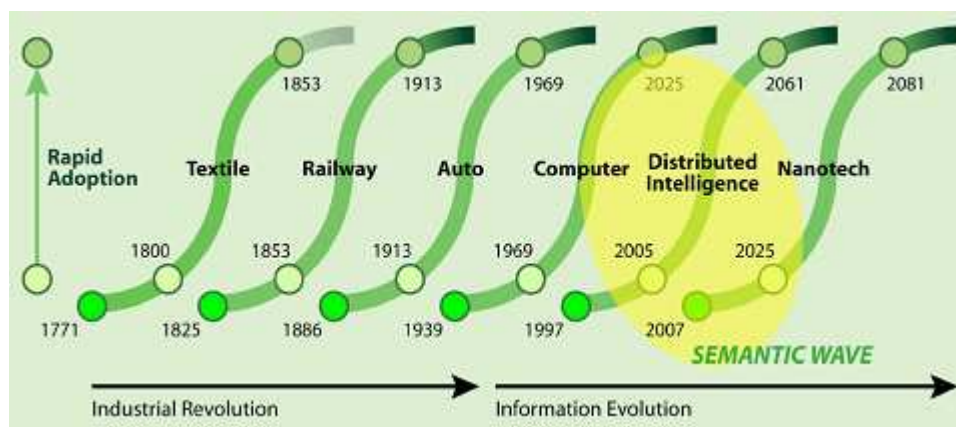 1853 1913 1969 2025 2061 2081
Rapid
Adoption
Textile Railway Auto Computer Distributed
Intelligence Nanotech
1800 1853 1913 1969 2005 2025
1771 1825 1886 1939 1997 2007
SEMANTIC WAVE
Industrial Revolution Information Evolution